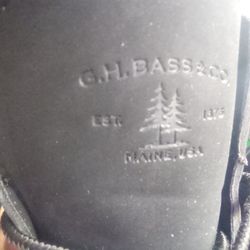 G.H. BASS & CO.
EST. 1876
MAINE, USA